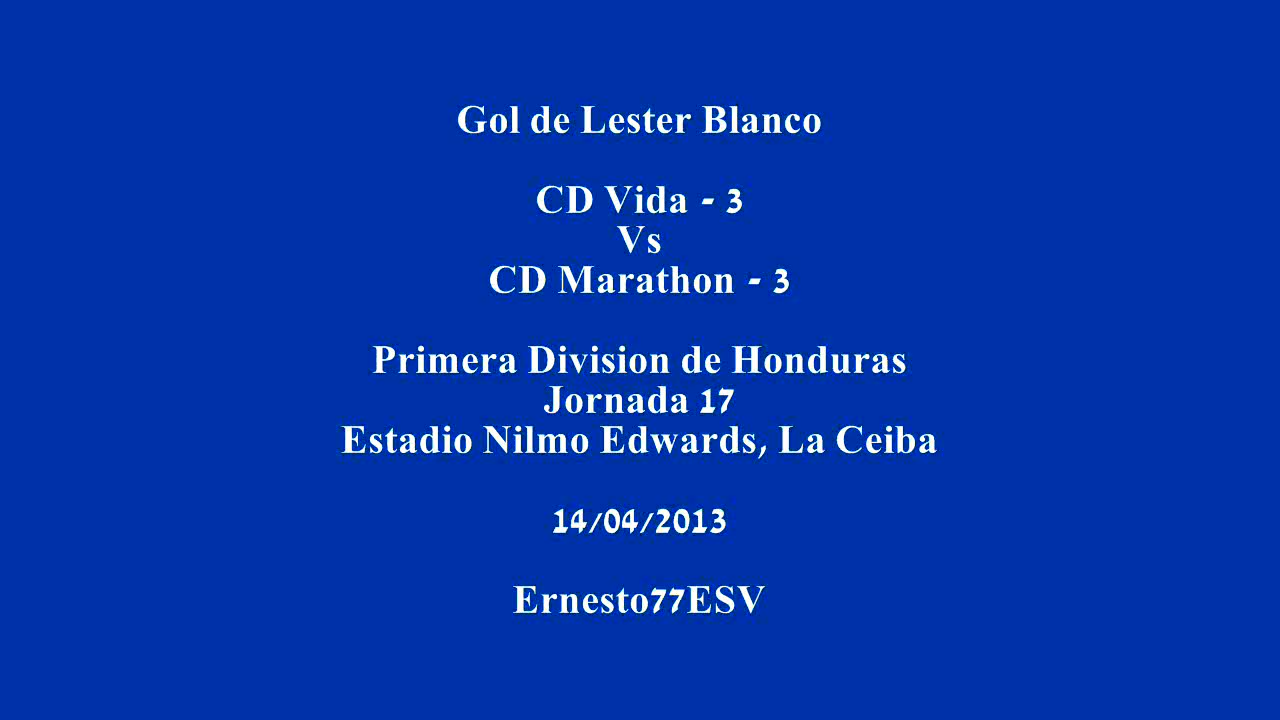 Gol de Lester Blanco
CD Vida - 3
Vs
CD Marathon - 3
Primera Division de Honduras
Jornada 17
Estadio Nilmo Edwards, La Ceiba
14/04/2013
Ernesto77ESV